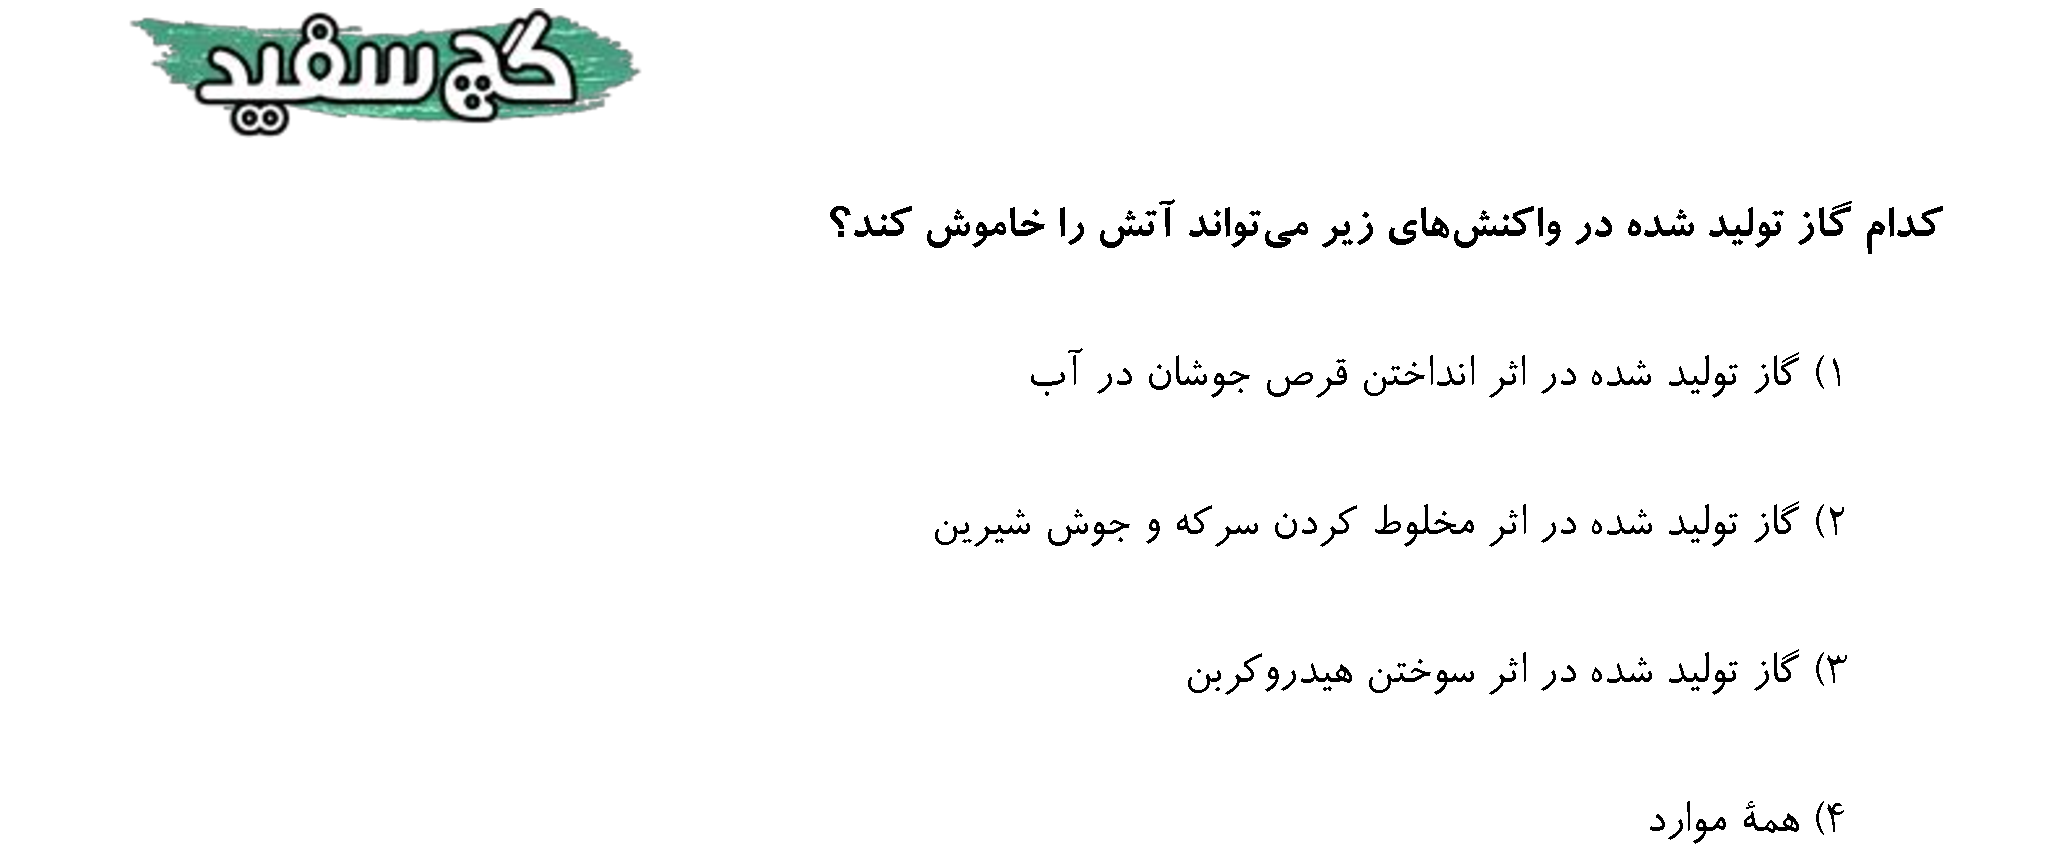 گچ سفید
کدام گاز تولید شده در واکنش‌های زیر می‌تواند آتش را خاموش کند؟
۱) گاز تولید شده در اثر انداختن قرص جوشان در آب
۲) گاز تولید شده در اثر مخلوط کردن سرکه و جوش شیرین
۳) گاز تولید شده در اثر سوختن هیدروکربن
۴) همهٔ موارد